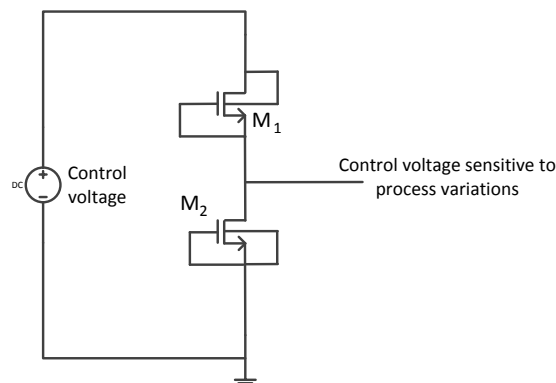 M1
Control voltage sensitive to
process variations
DC
+
Control
voltage
-
M2